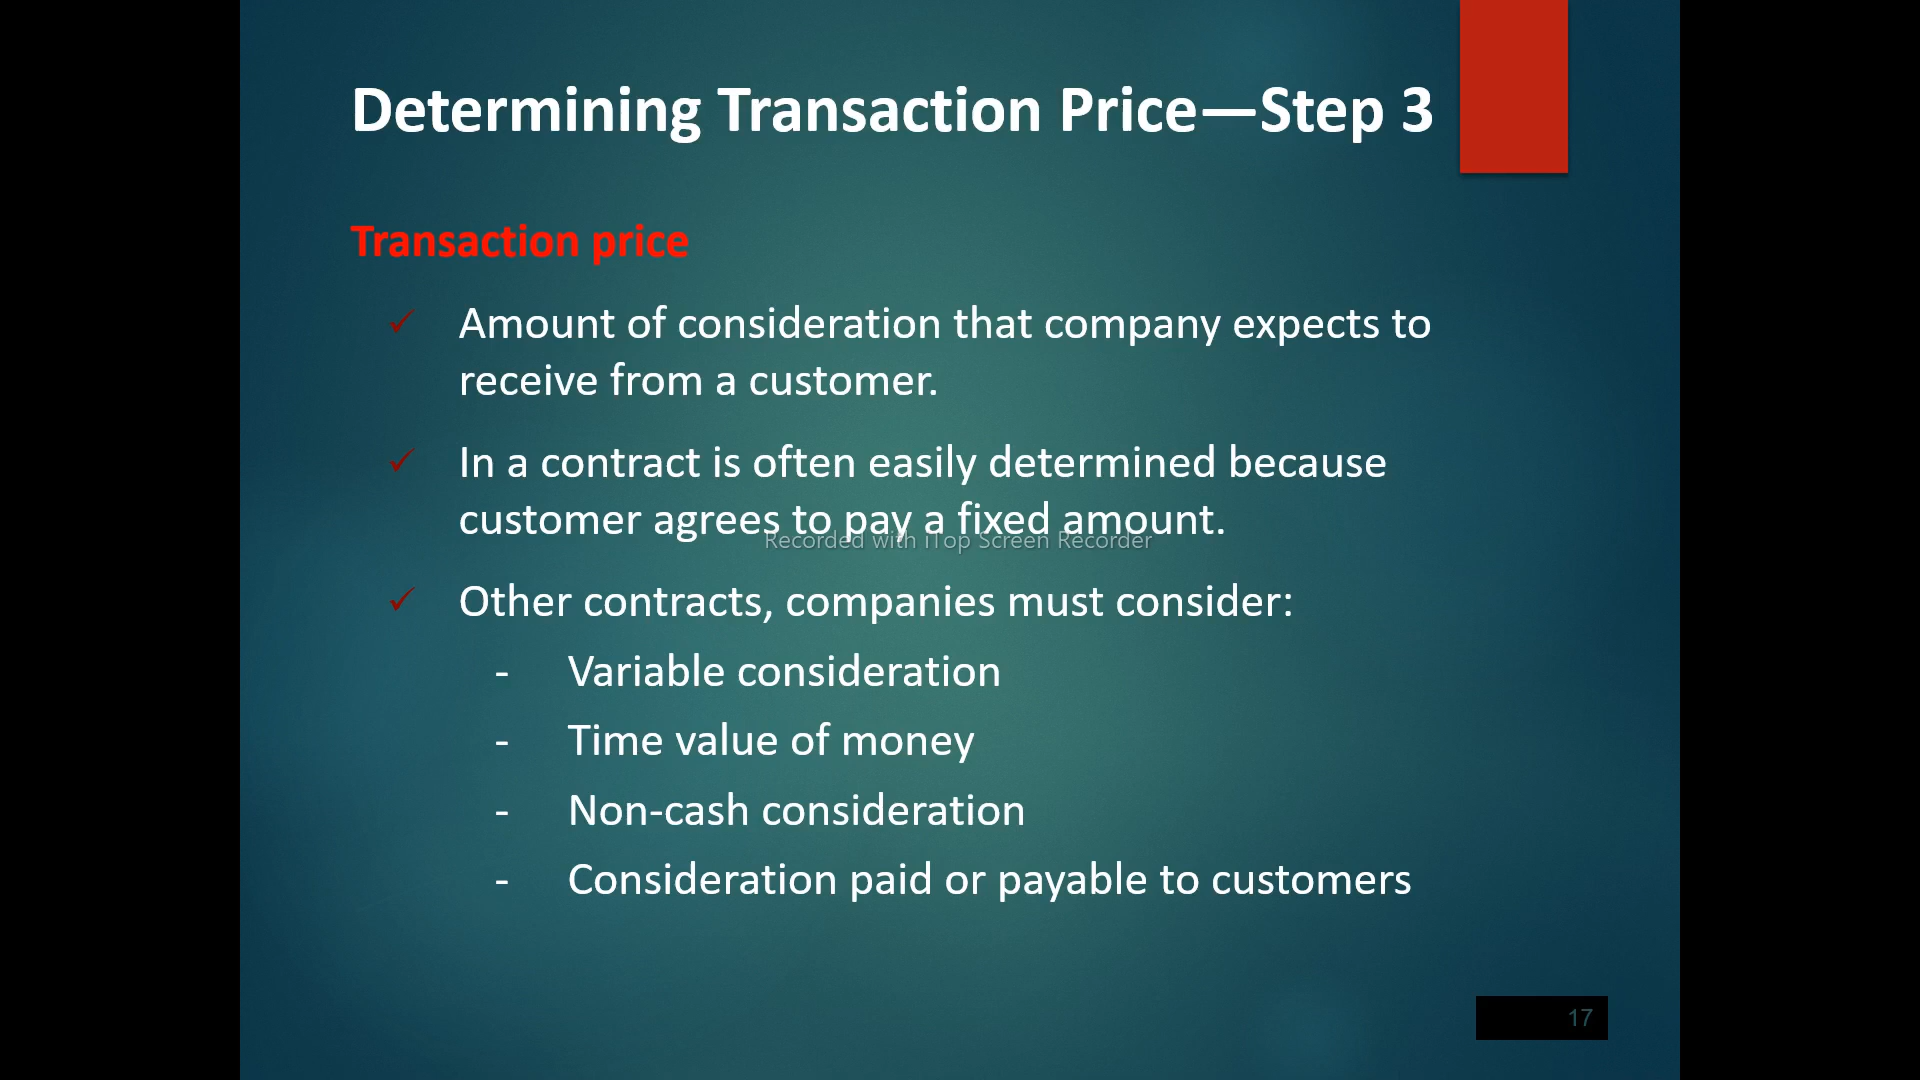 Determining Transaction Price—Step 3
Transaction price
✓ Amount of consideration that company expects to
receive from a customer.
✓ In a contract is often easily determined because
customer agrees to pay a fixed amount.
Recorded with iTop Screen Recorder
✓ Other contracts, companies must consider:
- Variable consideration
- Time value of money
- Non-cash consideration
- Consideration paid or payable to customers
17